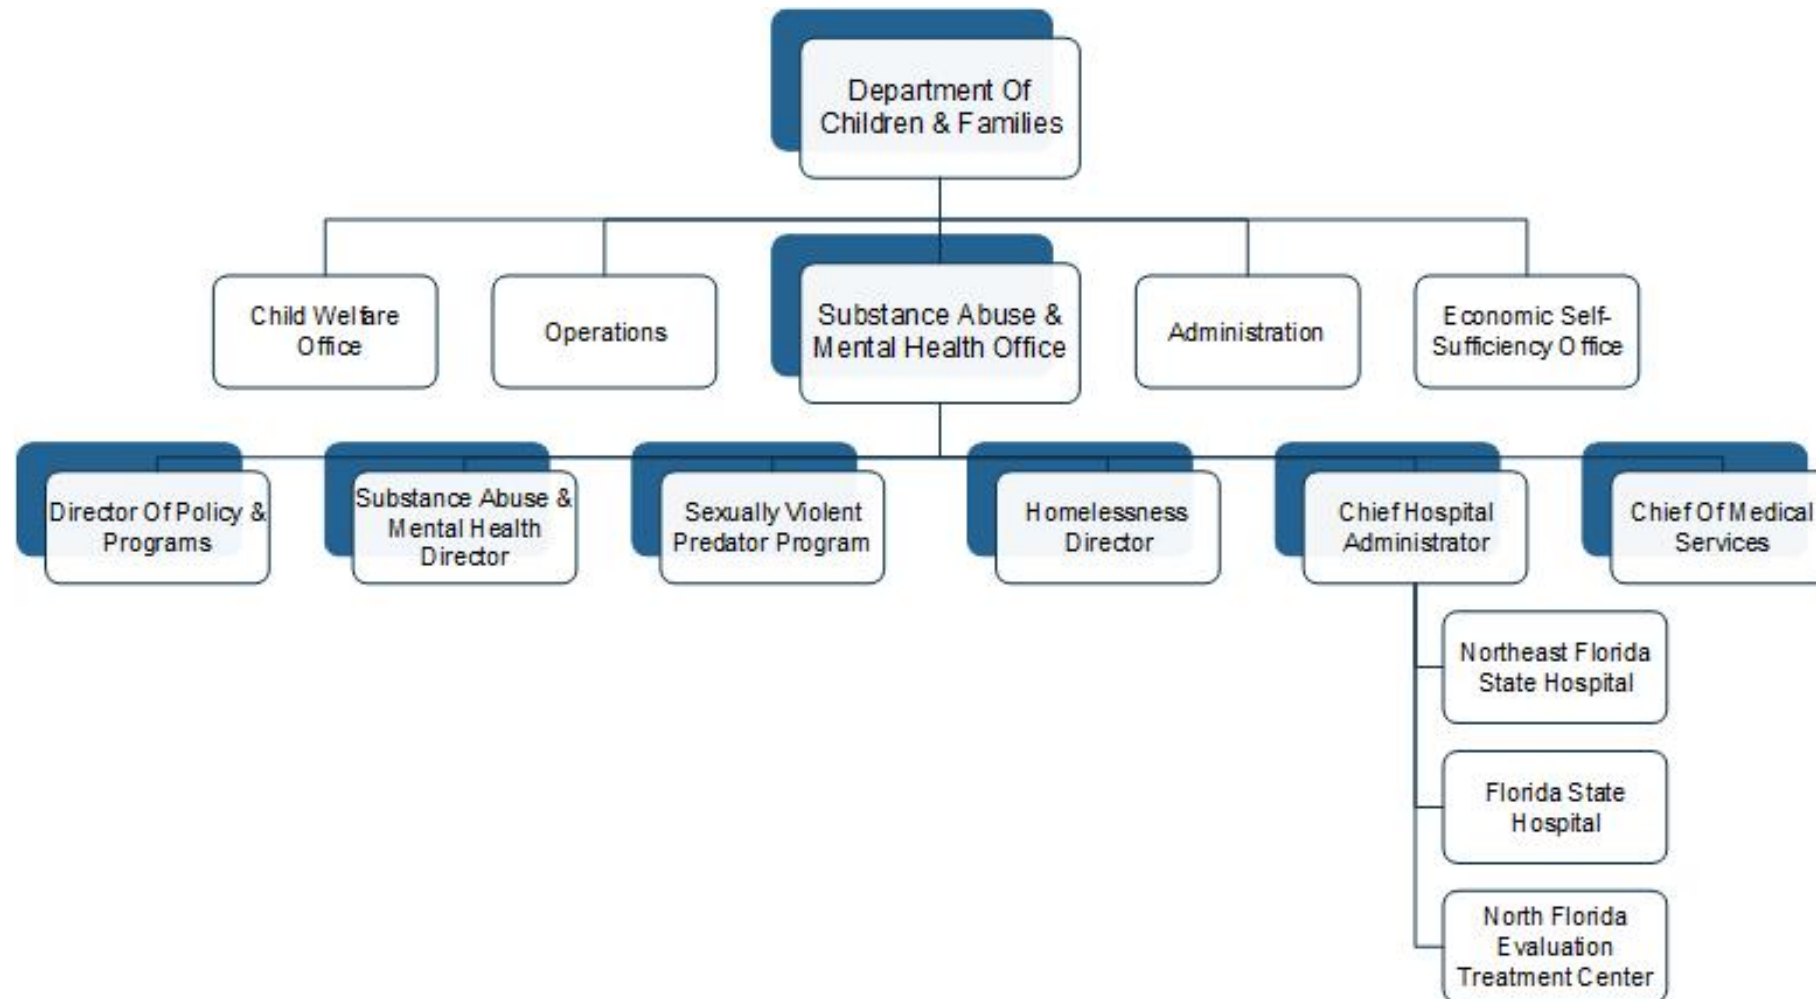 Department Of
Children & Families
Child Welfare
Office
Operations
Substance Abuse &
Mental Health Office
Administration
Economic Self-
Sufficiency Office
Director Of Policy &
Programs
Substance Abuse &
Mental Health
Director
Sexually Violent
Predator Program
Homelessness
Director
Chief Hospital
Administrator
Chief Of Medical
Services
Northeast Florida
State Hospital
Florida State
Hospital
North Florida
Evaluation
Treatment Center